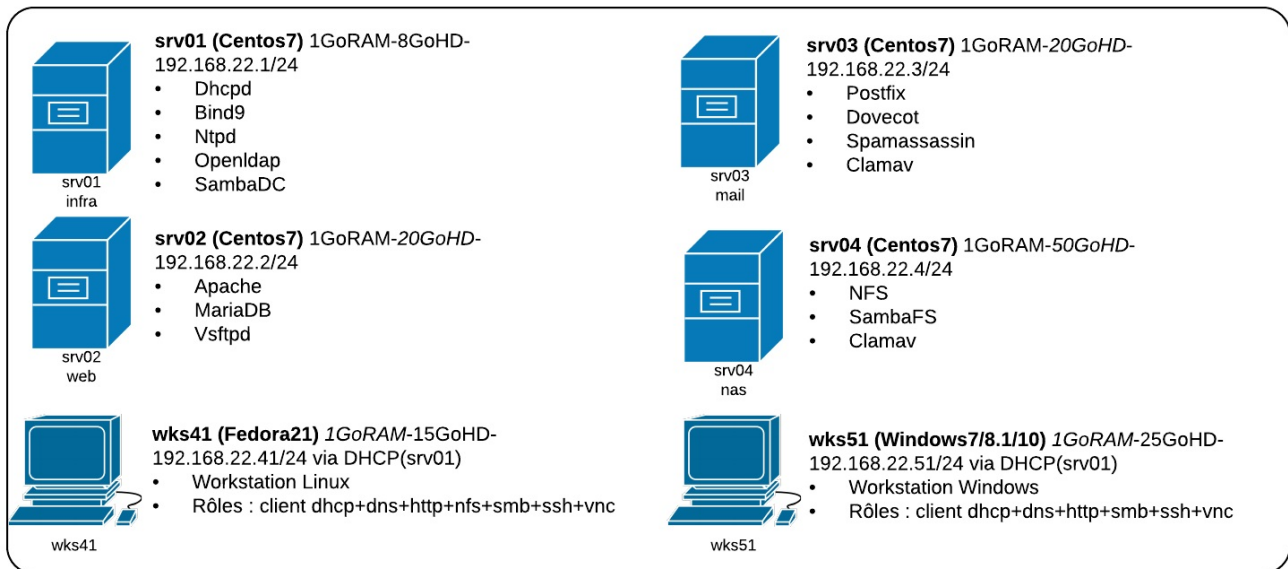 srv01 (Centos7) 1GoRAM-8GoHD-
192.168.22.1/24
• Dhcpd
• Bind9
• Ntpd
• Openldap
• SambaDC
srv01
infra
srv03 (Centos7) 1GoRAM-20GoHD-
192.168.22.3/24
• Postfix
• Dovecot
• Spamassassin
• Clamav
srv03
mail
srv02 (Centos7) 1GoRAM-20GoHD-
192.168.22.2/24
• Apache
• MariaDB
• Vsftpd
srv02
web
srv04 (Centos7) 1GoRAM-50GoHD-
192.168.22.4/24
• NFS
• SambaFS
• Clamav
srv04
nas
wks41 (Fedora21) 1GoRAM-15GoHD-
192.168.22.41/24 via DHCP(srv01)
• Workstation Linux
• Rôles : client dhcp+dns+http+nfs+smb+ssh+vnc
wks41
wks51 (Windows7/8.1/10) 1GoRAM-25GoHD-
192.168.22.51/24 via DHCP(srv01)
• Workstation Windows
• Rôles : client dhcp+dns+http+smb+ssh+vnc
wks51